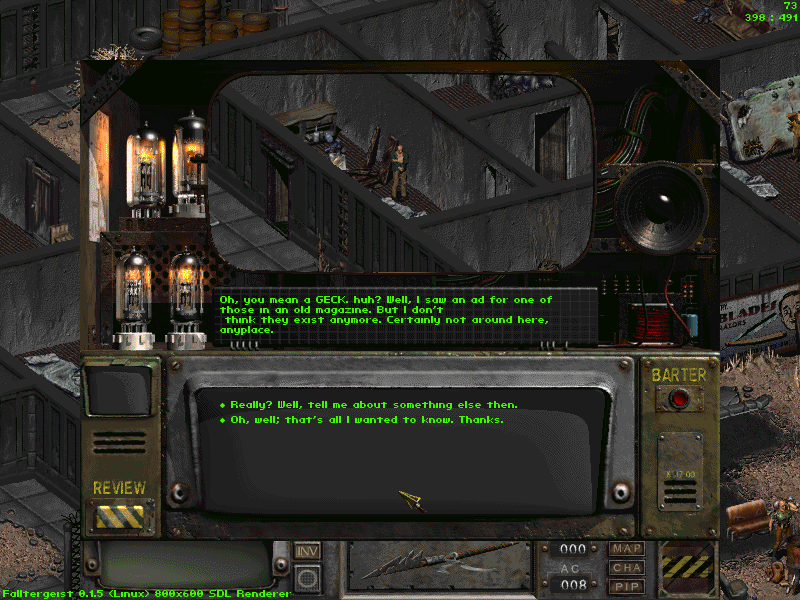 73
398 : 491
Oh, you mean a GECK, huh? Well, I saw an ad for one of
those in an old magazine. But I don't
think they exist anymore. Certainly not around here,
anyplace.
◆ Really? Well, tell me about something else then.
◆ Oh, well; that's all I wanted to know. Thanks.
BARTER
REVIEW
INV
000
AC
008
MAP
CHA
PIP
Falltergeist 0.1.5 (Linux) 800x600 SDL Renderer